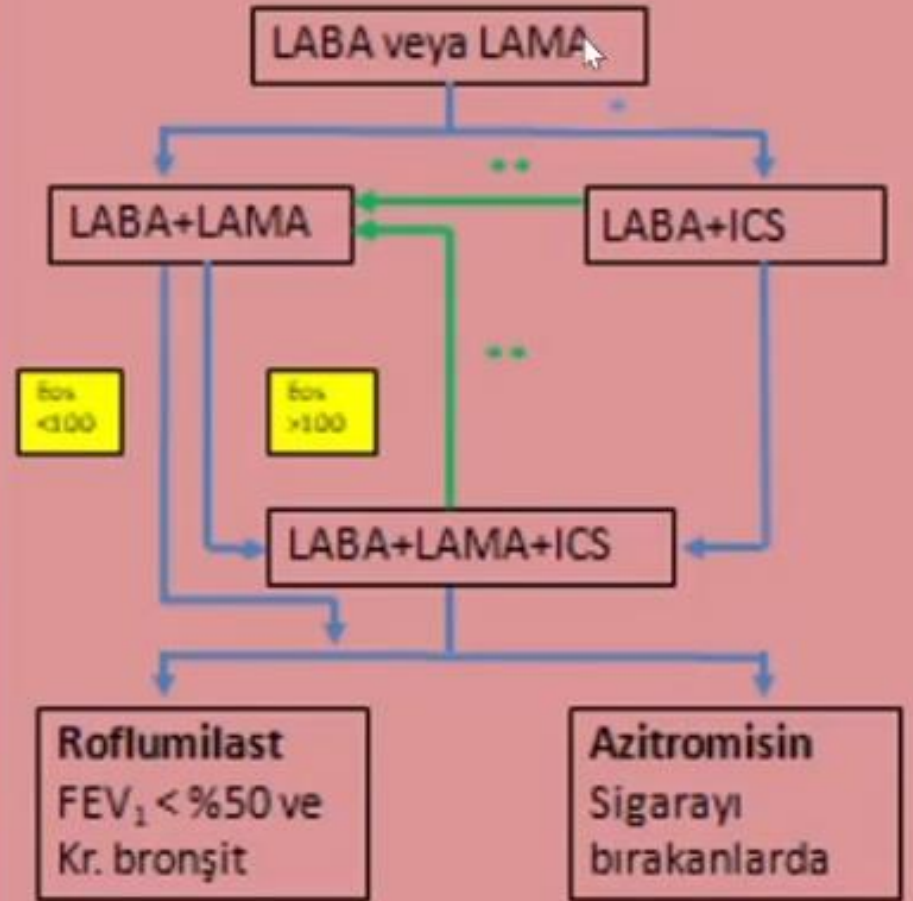 LABA veya LAMA
*
**
LABA+LAMA
LABA+ICS
**
Eos
<100
Eos
>100
LABA+LAMA+ICS
Roflumilast
FEV₁ < %50 ve
Kr. bronşit
Azitromisin
Sigarayı
bırakanlarda